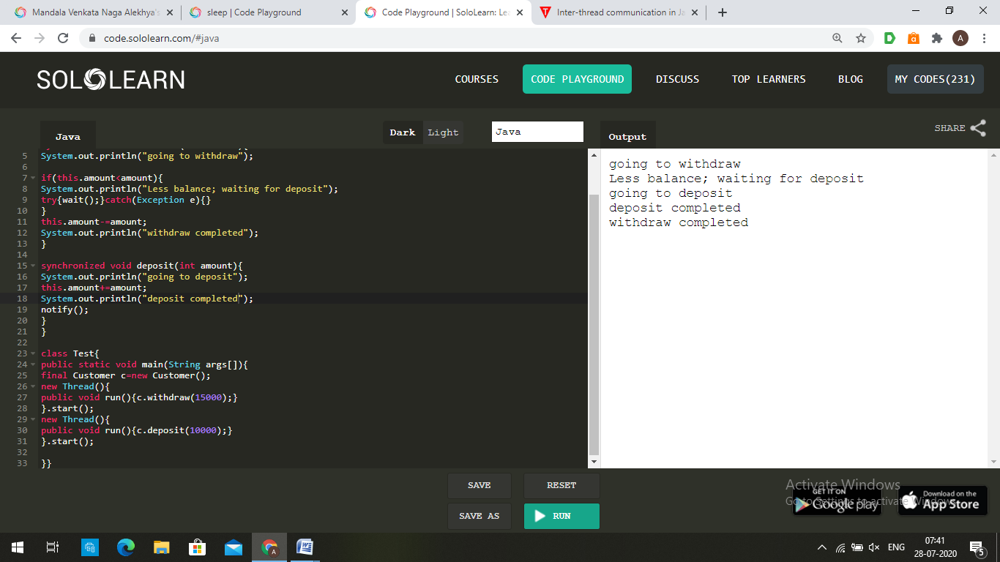 Mandala Venkata Naga Alekhya's
sleep | Code Playground
Code Playground | SoloLearn: Le
Inter-thread communication in Ja
code.sololearn.com/#java
A
SOLOLEARN
COURSES
CODE PLAYGROUND
DISCUSS
TOP LEARNERS
BLOG
MY CODES(231)
Java
Dark Light
Java
Output
SHARE
5 System.out.println("going to withdraw");
6
7 if(this.amount<amount){
8 System.out.println("Less balance; waiting for deposit");
9 try{wait();}catch(Exception e){}
10 }
11 this.amount-=amount;
12 System.out.println("withdraw completed");
13 }
14
15 synchronized void deposit(int amount){
16 System.out.println("going to deposit");
17 this.amount+=amount;
18 System.out.println("deposit completed");
19 notify();
20 }
21 }
22
23 class Test{
24 public static void main(String args[]){
25 final Customer c=new Customer();
26 new Thread(){
27 public void run(){c.withdraw(15000);}
28 }.start();
29 new Thread(){
30 public void run(){c.deposit(10000);}
31 }.start();
32
33 }}
going to withdraw
Less balance; waiting for deposit
going to deposit
deposit completed
withdraw completed
SAVE
RESET
SAVE AS
RUN
Activate Windows
Go to Settings to activate Windows.
GET IT ON
Google play
Download on the
App Store
A
W
ENG
07:41
28-07-2020
5